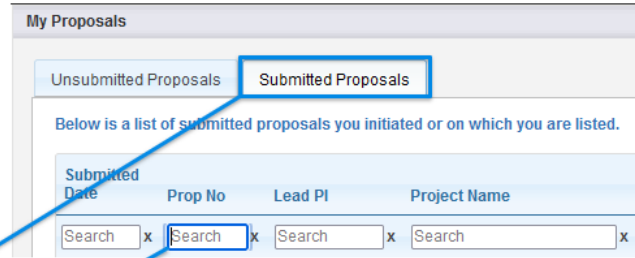 My Proposals
Unsubmitted Proposals Submitted Proposals
Below is a list of submitted proposals you initiated or on which you are listed.
Submitted
Date Prop No Lead PI Project Name
Search x Search x Search x Search x